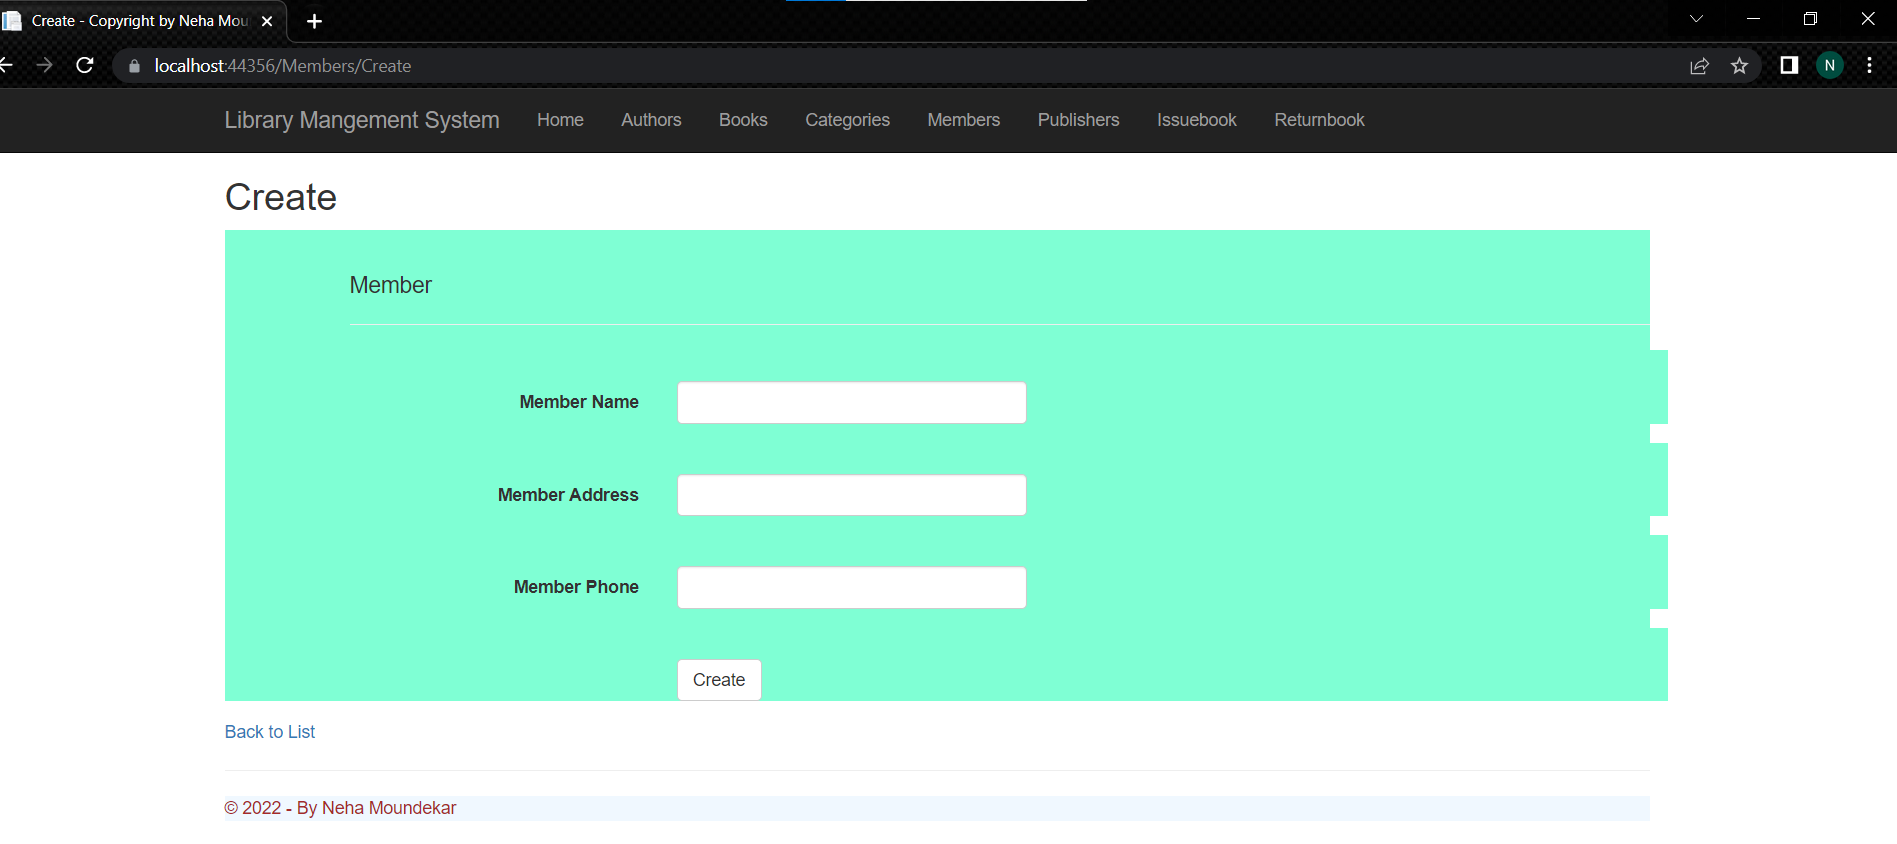 Create - Copyright by Neha Mou
localhost:44356/Members/Create
N
Library Mangement System Home Authors Books Categories Members Publishers Issuebook Returnbook
Create
Member
Member Name
Member Address
Member Phone
Create
Back to List
© 2022 - By Neha Moundekar